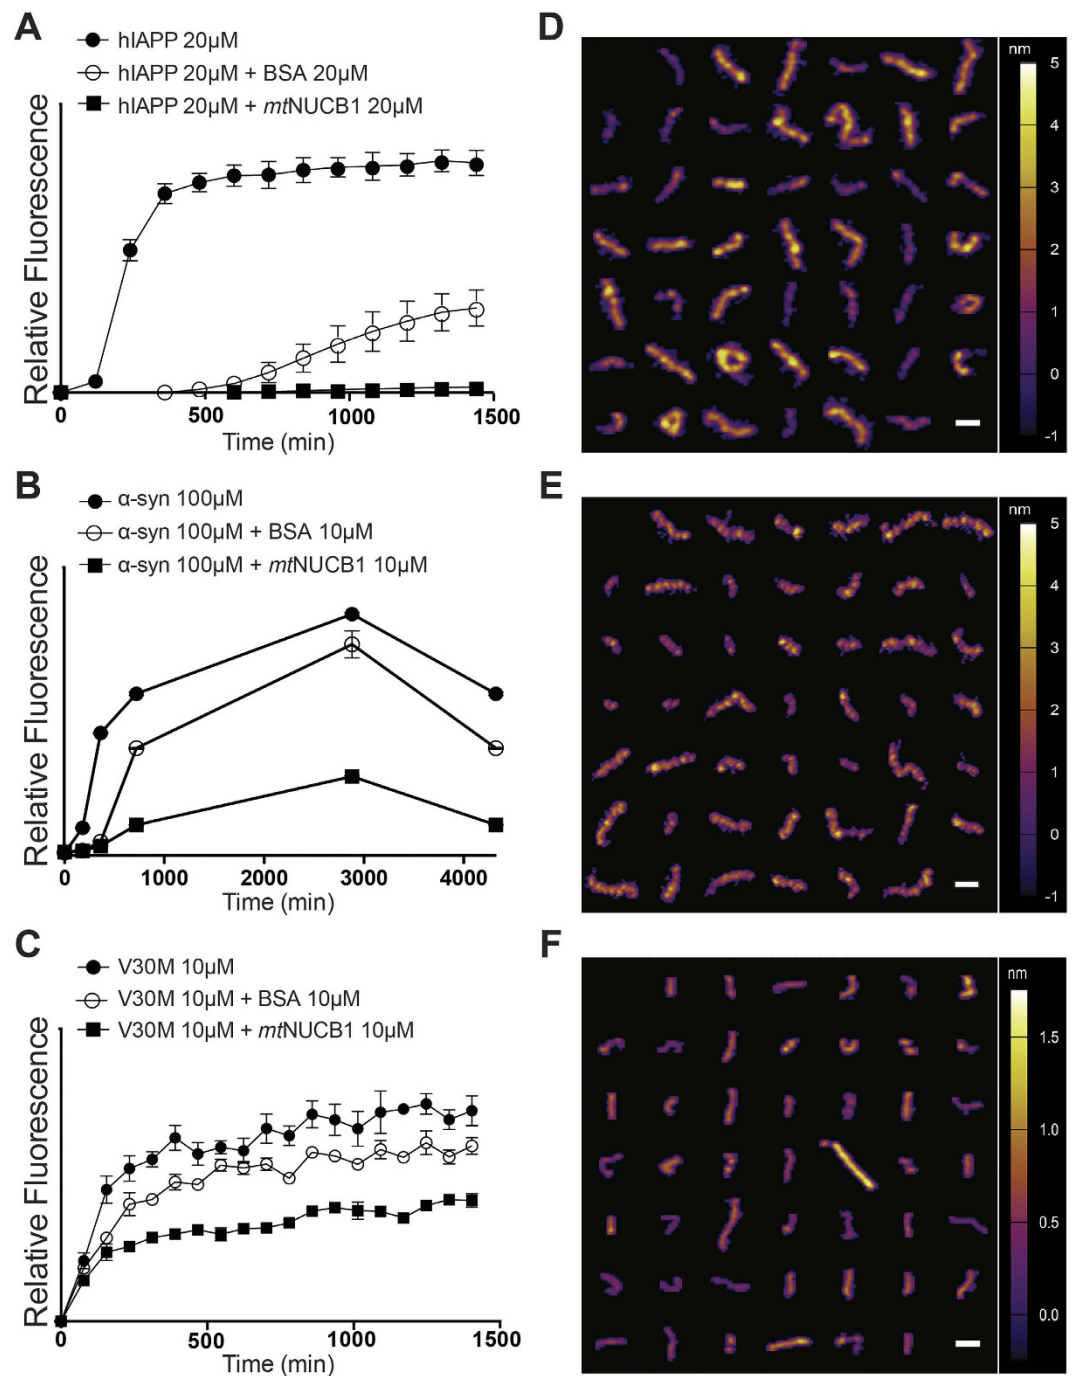 A
hIAPP 20µM
hIAPP 20µM + BSA 20µM
hIAPP 20µM + mtNUCB1 20µM
Relative Fluorescence
0
500
1000
1500
Time (min)
D
nm
5
4
3
2
1
0
-1
B
α-syn 100µM
α-syn 100µM + BSA 10µM
α-syn 100µM + mtNUCB1 10µM
Relative Fluorescence
0
1000
2000
3000
4000
Time (min)
E
nm
5
4
3
2
1
0
-1
C
V30M 10µM
V30M 10µM + BSA 10µM
V30M 10µM + mtNUCB1 10µM
Relative Fluorescence
0
500
1000
1500
Time (min)
F
nm
1.5
1.0
0.5
0.0